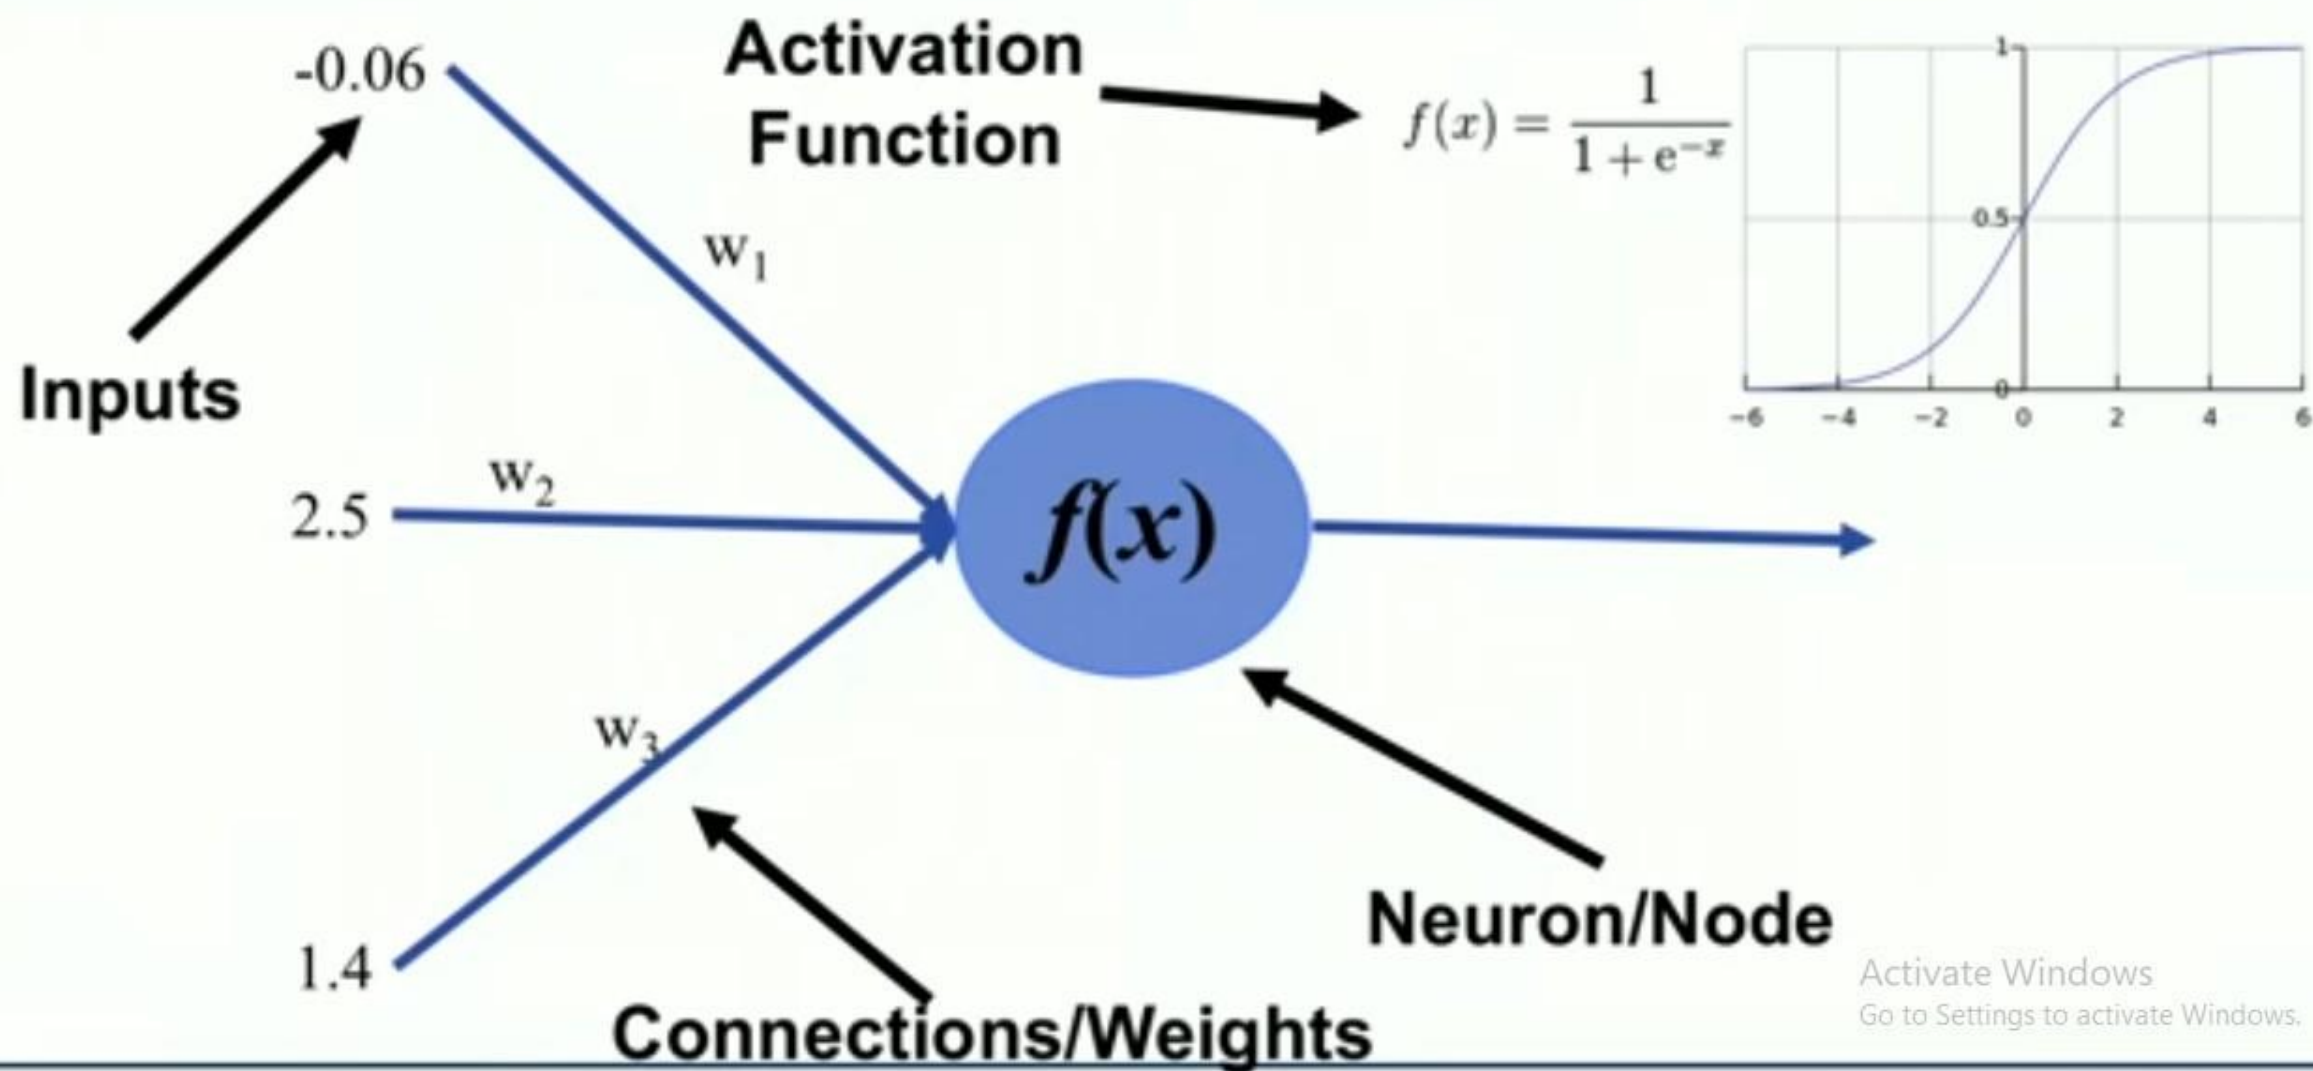 Activation
Function
-0.06
f(x) = 1 / (1 + e^{-x})
1
0.5
0
-6 -4 -2 0 2 4 6
w₁
Inputs
w₂
2.5
f(x)
w₃
1.4
Neuron/Node
Connections/Weights
Activate Windows
Go to Settings to activate Windows.